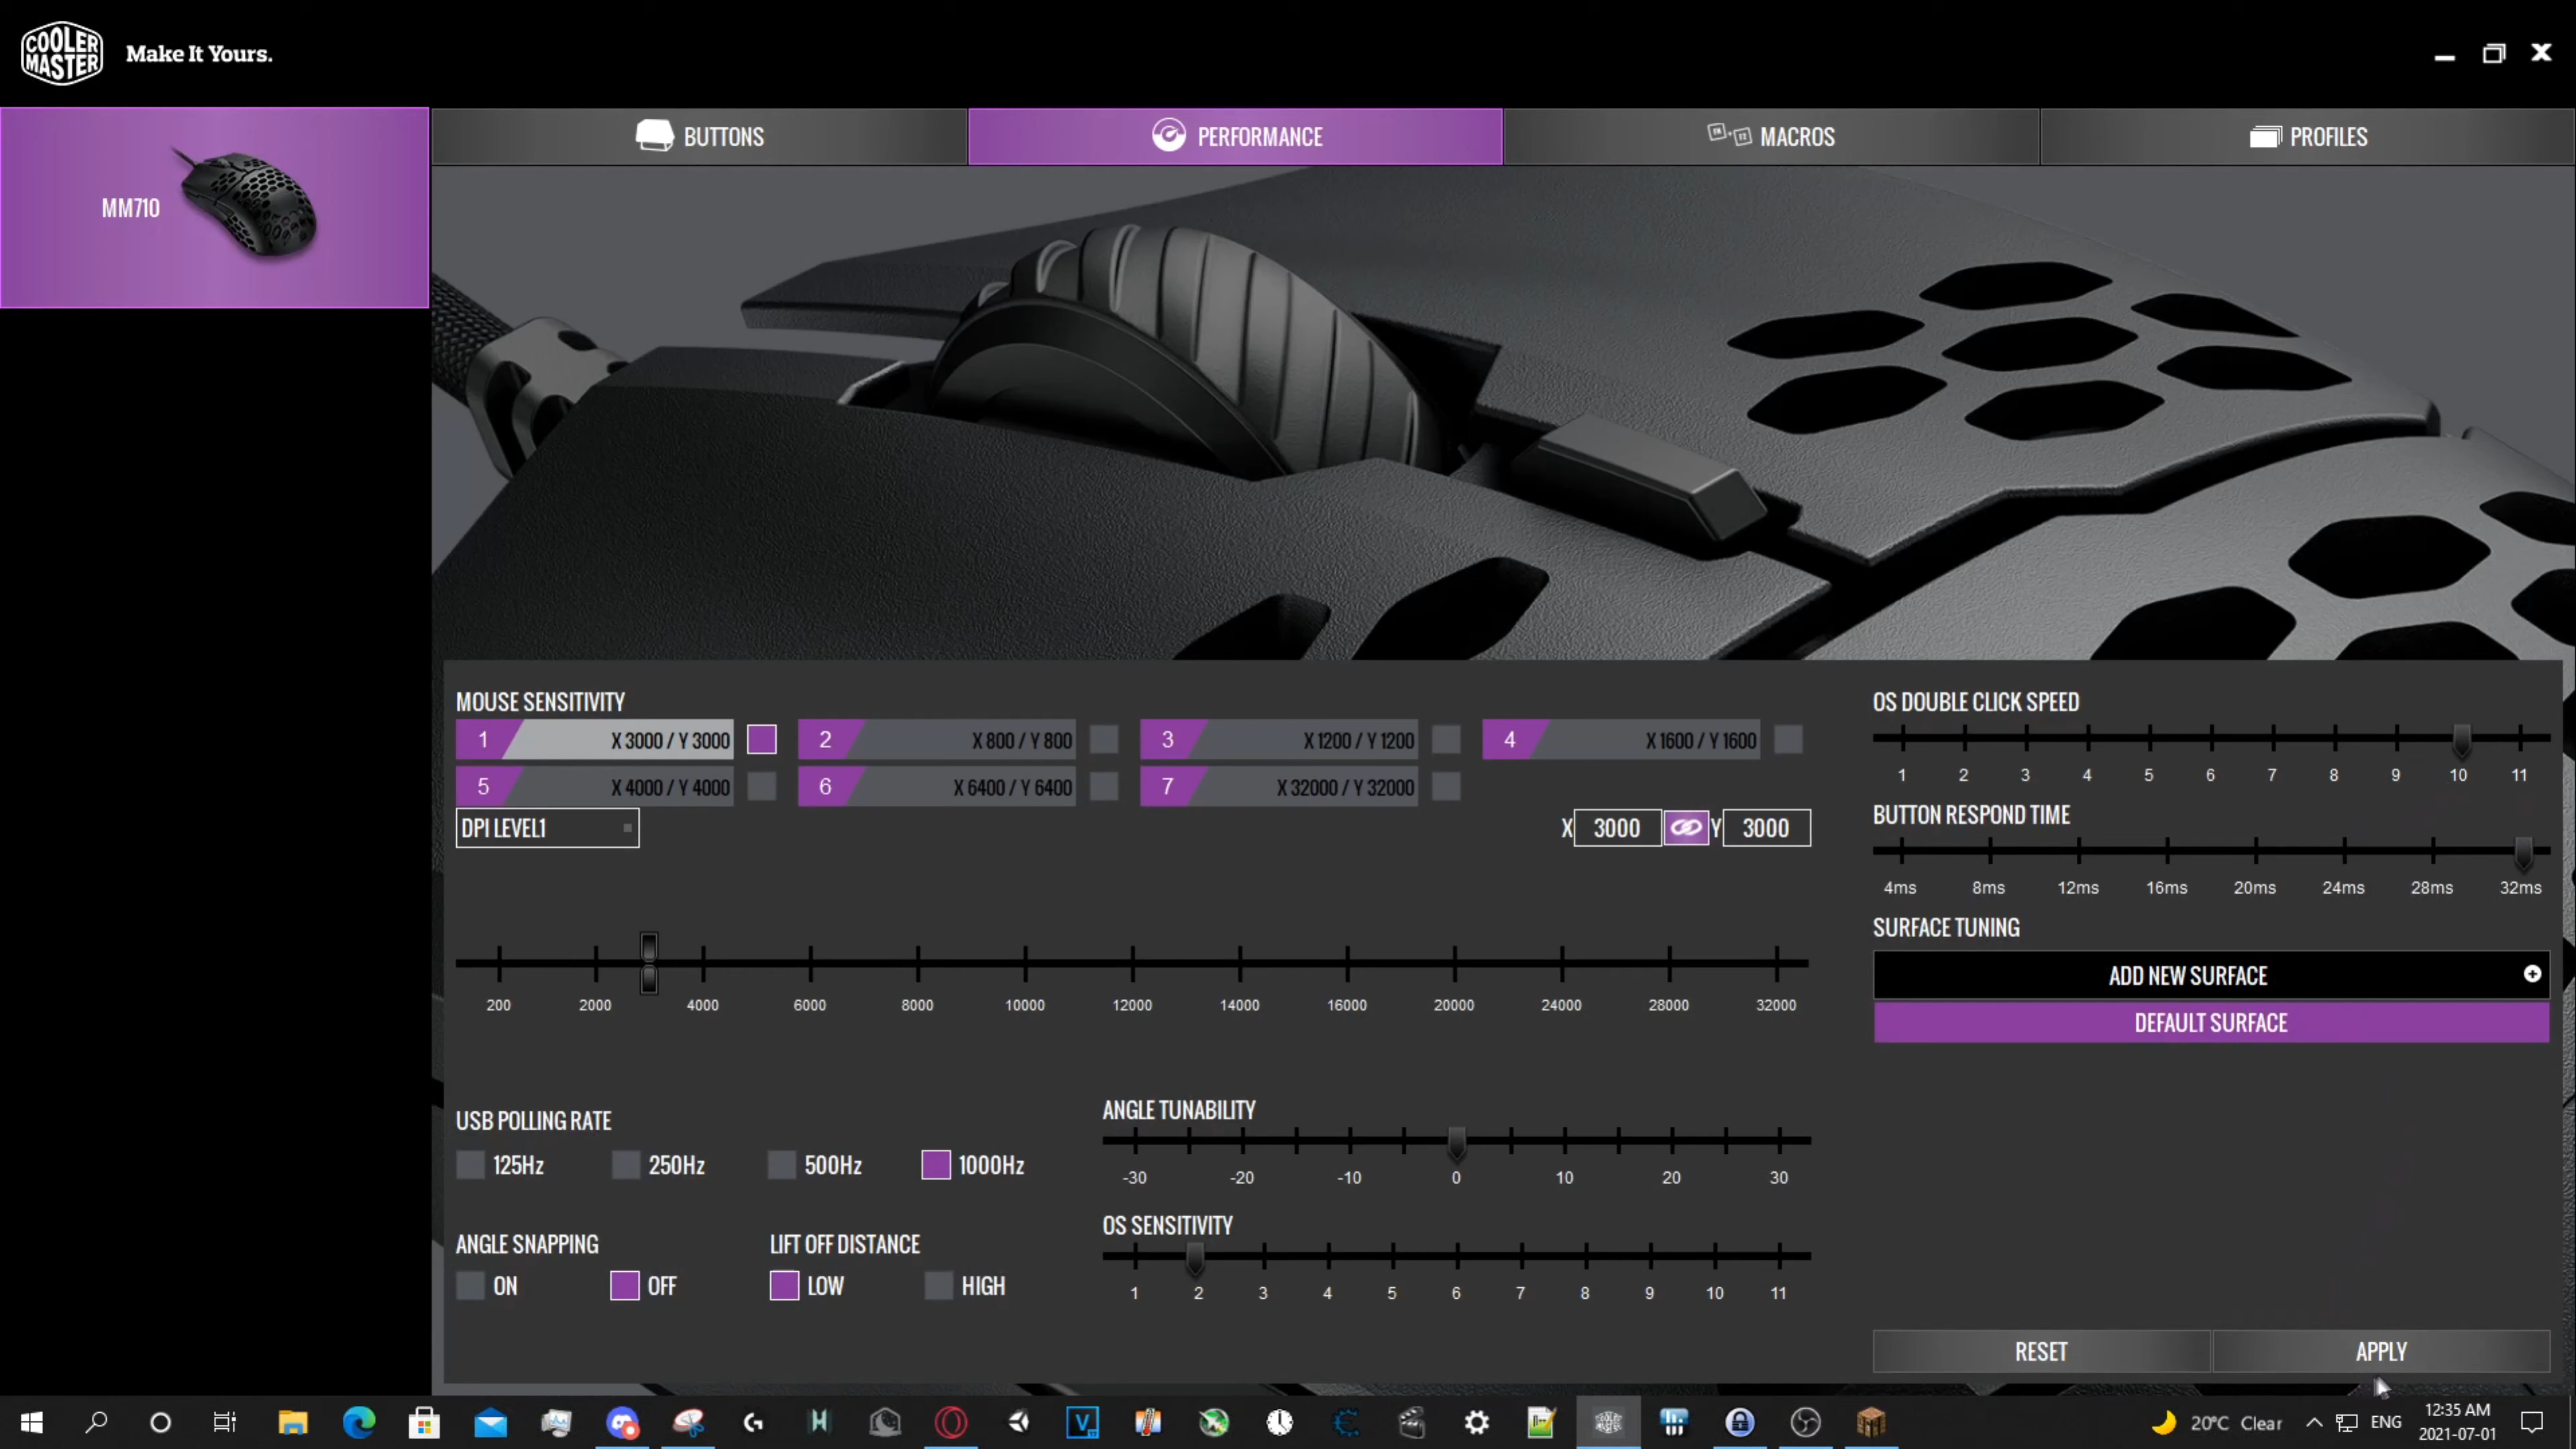 COOLER
MASTER
Make It Yours.
MM710
BUTTONS
PERFORMANCE
MACROS
PROFILES
MOUSE SENSITIVITY
1 X 3000 / Y 3000
2 X 800 / Y 800
3 X 1200 / Y 1200
4 X 1600 / Y 1600
5 X 4000 / Y 4000
6 X 6400 / Y 6400
7 X 32000 / Y 32000
DPI LEVEL1
X 3000 Y 3000
200 2000 4000 6000 8000 10000 12000 14000 16000 20000 24000 28000 32000
USB POLLING RATE
125Hz 250Hz 500Hz 1000Hz
ANGLE SNAPPING
ON OFF
LIFT OFF DISTANCE
LOW HIGH
ANGLE TUNABILITY
-30 -20 -10 0 10 20 30
OS SENSITIVITY
1 2 3 4 5 6 7 8 9 10 11
OS DOUBLE CLICK SPEED
1 2 3 4 5 6 7 8 9 10 11
BUTTON RESPOND TIME
4ms 8ms 12ms 16ms 20ms 24ms 28ms 32ms
SURFACE TUNING
ADD NEW SURFACE
DEFAULT SURFACE
RESET
APPLY
20°C Clear
ENG
12:35 AM
2021-07-01